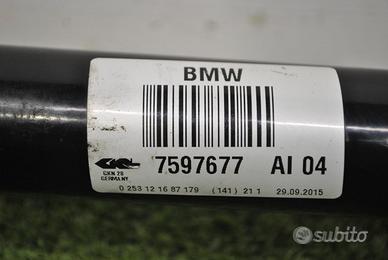 BMW
7597677 AI 04
GKN 28
GERMANY
0 253 12 16 87 179 (141) 21 1 29.09.2015
subito